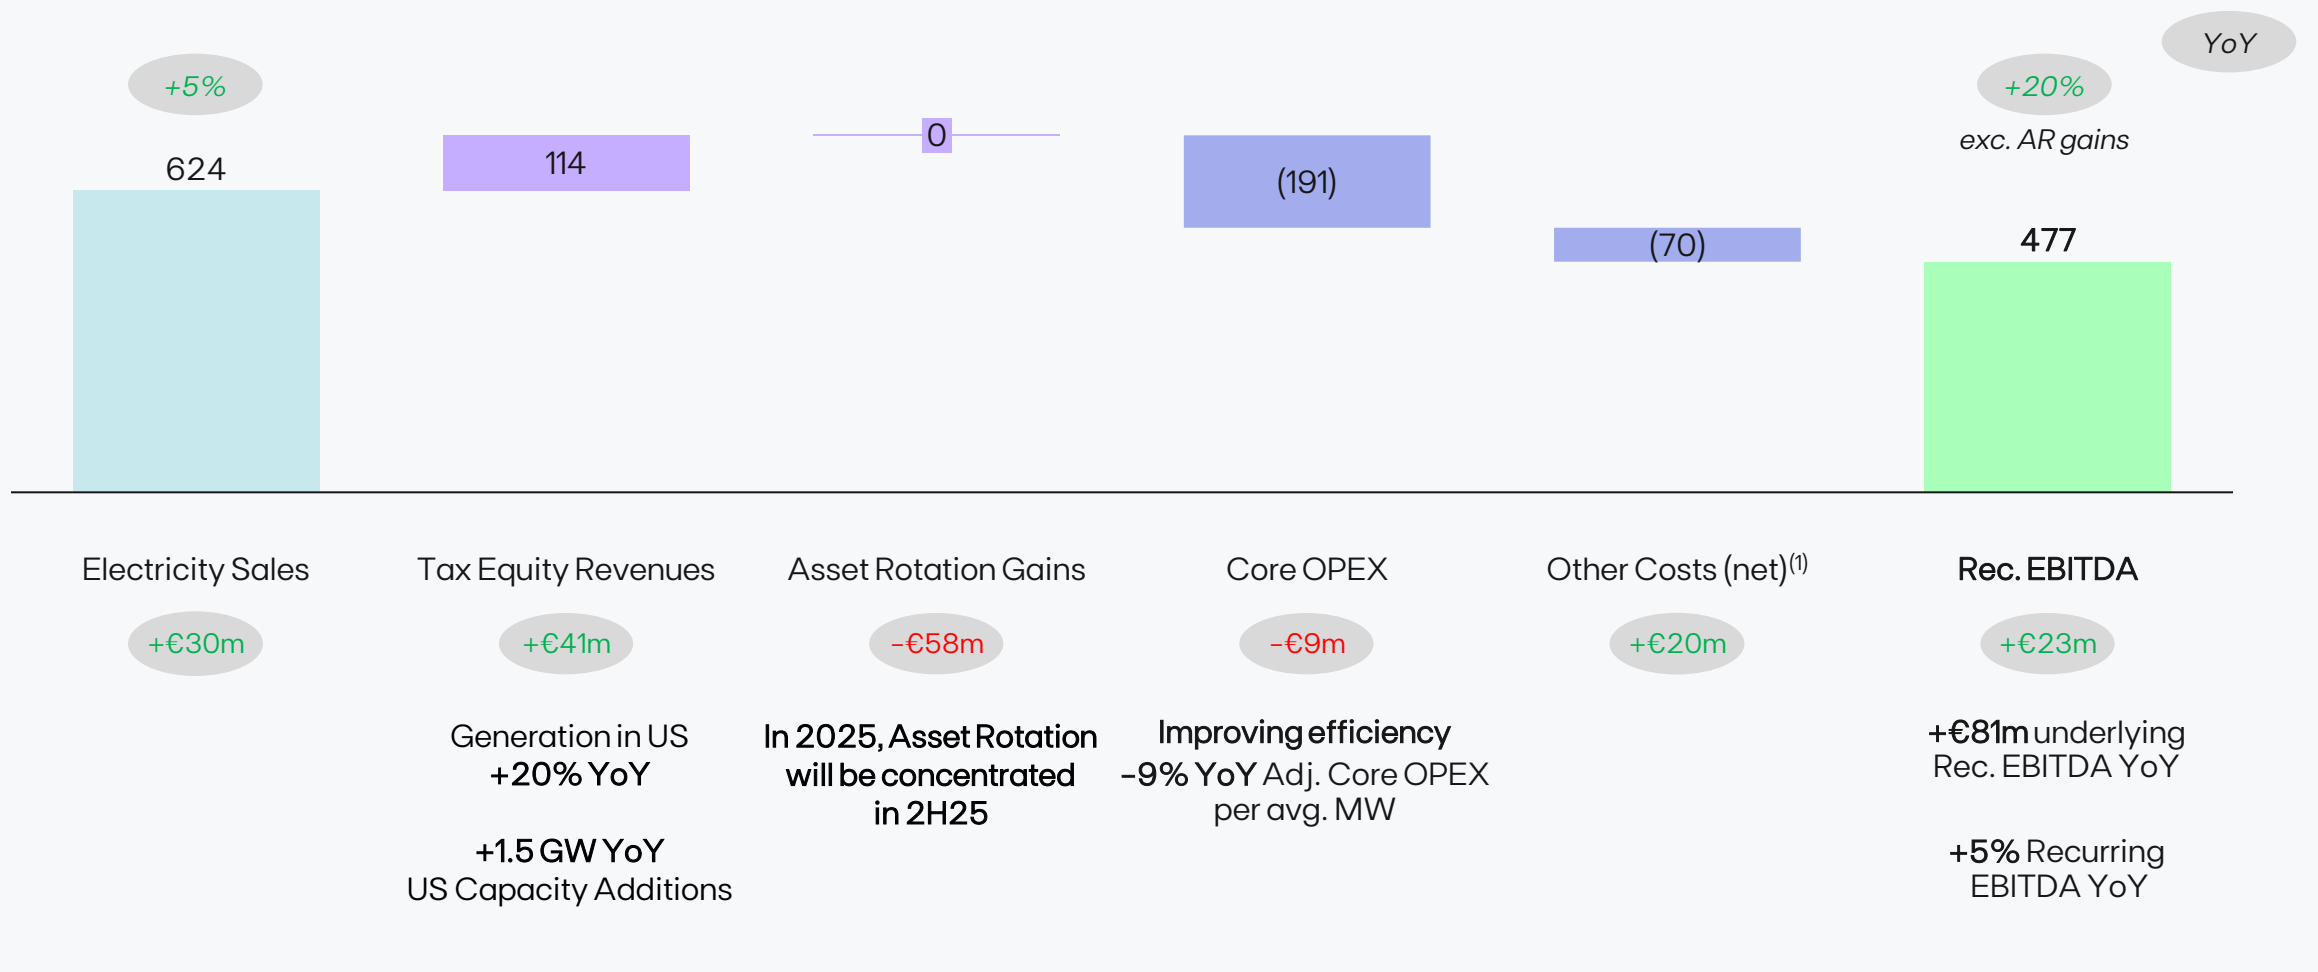 YoY
+5%
+20%
exc. AR gains
624
114
0
(191)
(70)
477
Electricity Sales
Tax Equity Revenues
Asset Rotation Gains
Core OPEX
Other Costs (net)(1)
Rec. EBITDA
+€30m
+€41m
-€58m
-€9m
+€20m
+€23m
Generation in US
+20% YoY
+1.5 GW YoY
US Capacity Additions
In 2025, Asset Rotation
will be concentrated
in 2H25
Improving efficiency
-9% YoY Adj. Core OPEX
per avg. MW
+€81m underlying
Rec. EBITDA YoY
+5% Recurring
EBITDA YoY